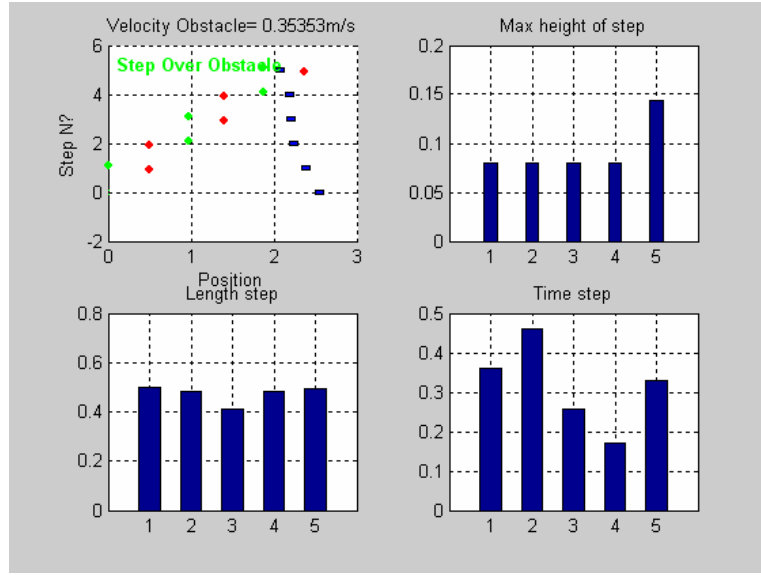 Velocity Obstacle= 0.35353m/s
6
4
2
0
-2
Step N?
Step Over Obstacle
0 1 2 3
Position
Max height of step
0.2
0.15
0.1
0.05
0
1 2 3 4 5
Length step
0.8
0.6
0.4
0.2
0
1 2 3 4 5
Time step
0.5
0.4
0.3
0.2
0.1
0
1 2 3 4 5